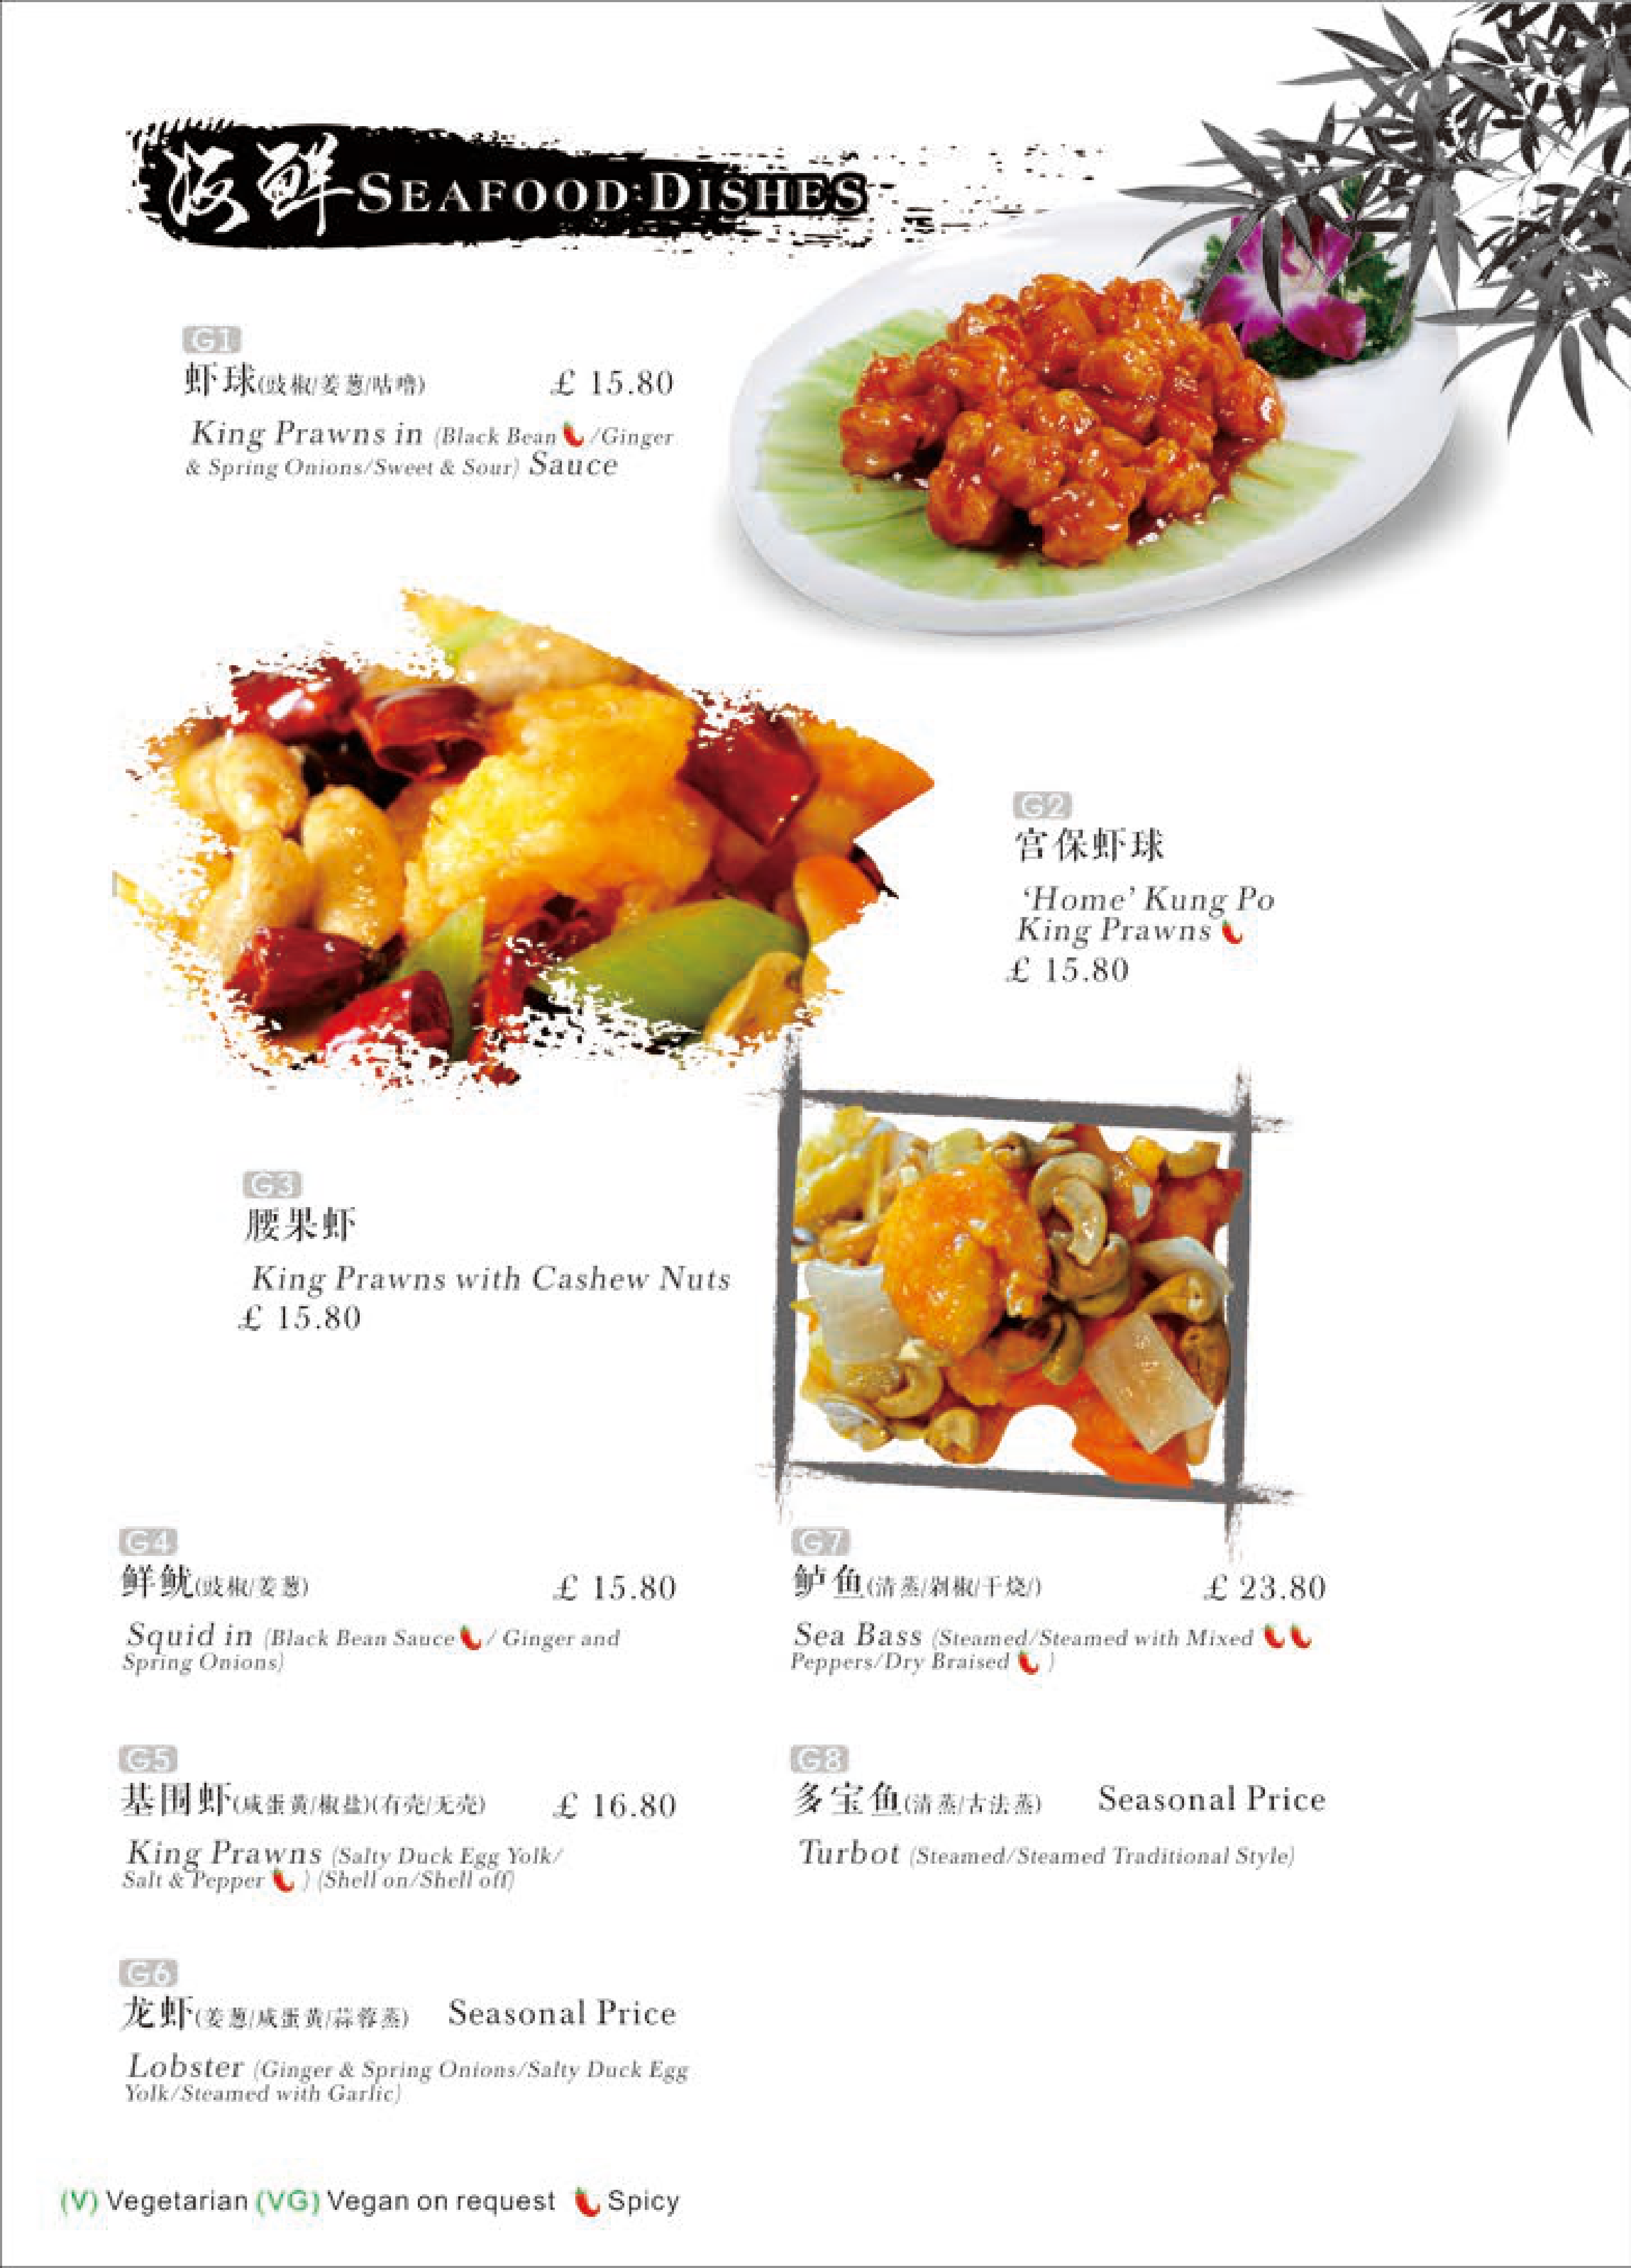 海鲜 SEAFOOD DISHES
G1
虾球(豉椒/姜葱/咕噜) £ 15.80
King Prawns in (Black Bean /Ginger
& Spring Onions/Sweet & Sour) Sauce
G2
宫保虾球
‘Home’ Kung Po
King Prawns
£ 15.80
G3
腰果虾
King Prawns with Cashew Nuts
£ 15.80
G4
鲜鱿(豉椒/姜葱) £ 15.80
Squid in (Black Bean Sauce / Ginger and
Spring Onions)
G5
基围虾(咸蛋黄/椒盐)(有壳/无壳) £ 16.80
King Prawns (Salty Duck Egg Yolk/
Salt & Pepper ) (Shell on/Shell off)
G6
龙虾(姜葱/咸蛋黄/蒜蓉蒸) Seasonal Price
Lobster (Ginger & Spring Onions/Salty Duck Egg
Yolk/Steamed with Garlic)
G7
鲈鱼(清蒸/剁椒/干烧/) £ 23.80
Sea Bass (Steamed/Steamed with Mixed
Peppers/Dry Braised )
G8
多宝鱼(清蒸/古法蒸) Seasonal Price
Turbot (Steamed/Steamed Traditional Style)
(V) Vegetarian (VG) Vegan on request Spicy